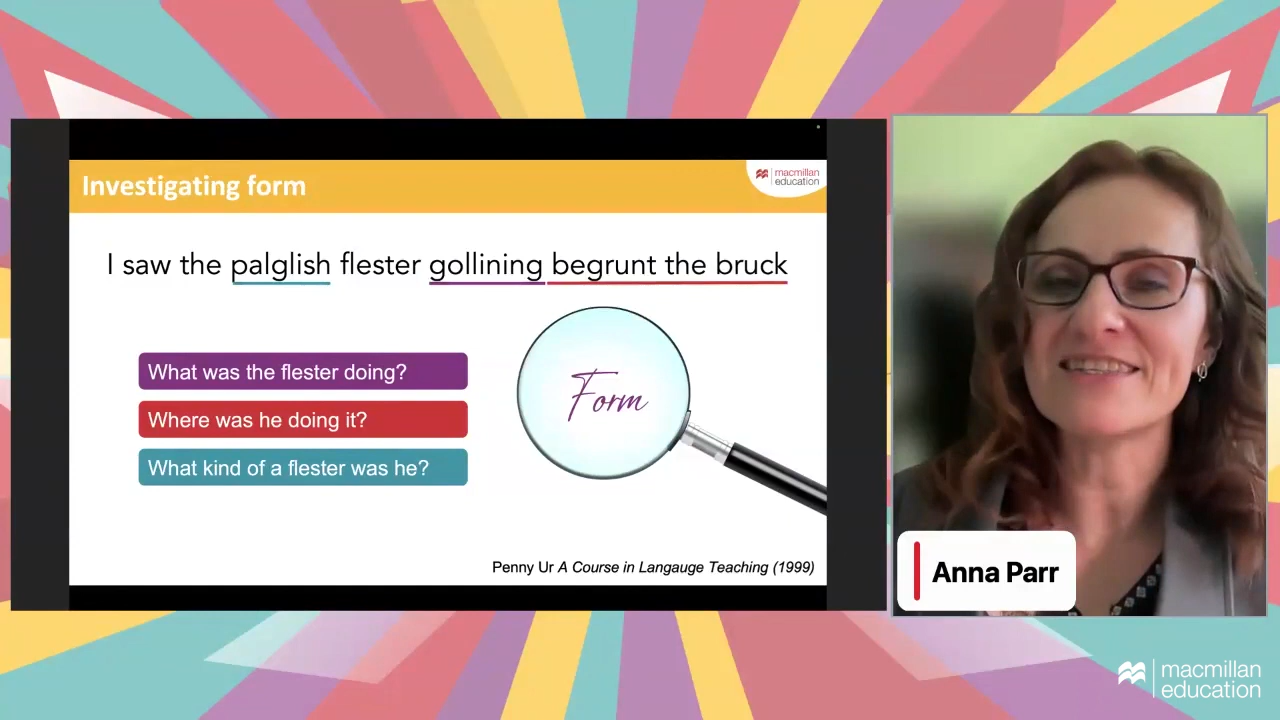 Investigating form
macmillan
education
I saw the palglish flester gollining begrunt the bruck
What was the flester doing?
Where was he doing it?
What kind of a flester was he?
Form
Penny Ur A Course in Langauge Teaching (1999)
Anna Parr
macmillan
education